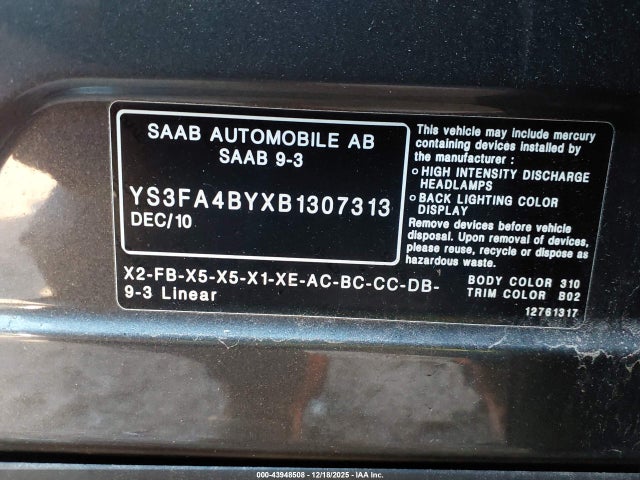 SAAB AUTOMOBILE AB
SAAB 9-3
YS3FA4BYXB1307313
DEC/10
X2-FB-X5-X5-X1-XE-AC-BC-CC-DB-
9-3 Linear
This vehicle may include mercury
containing devices installed by
the manufacturer :
o HIGH INTENSITY DISCHARGE
HEADLAMPS
o BACK LIGHTING COLOR
DISPLAY
Remove devices before vehicle
disposal. Upon removal of devices,
please reuse, recycle or dispose as
hazardous waste.
BODY COLOR 310
TRIM COLOR B02
12761317
000-43948508 - 12/18/2025 - IAA Inc.